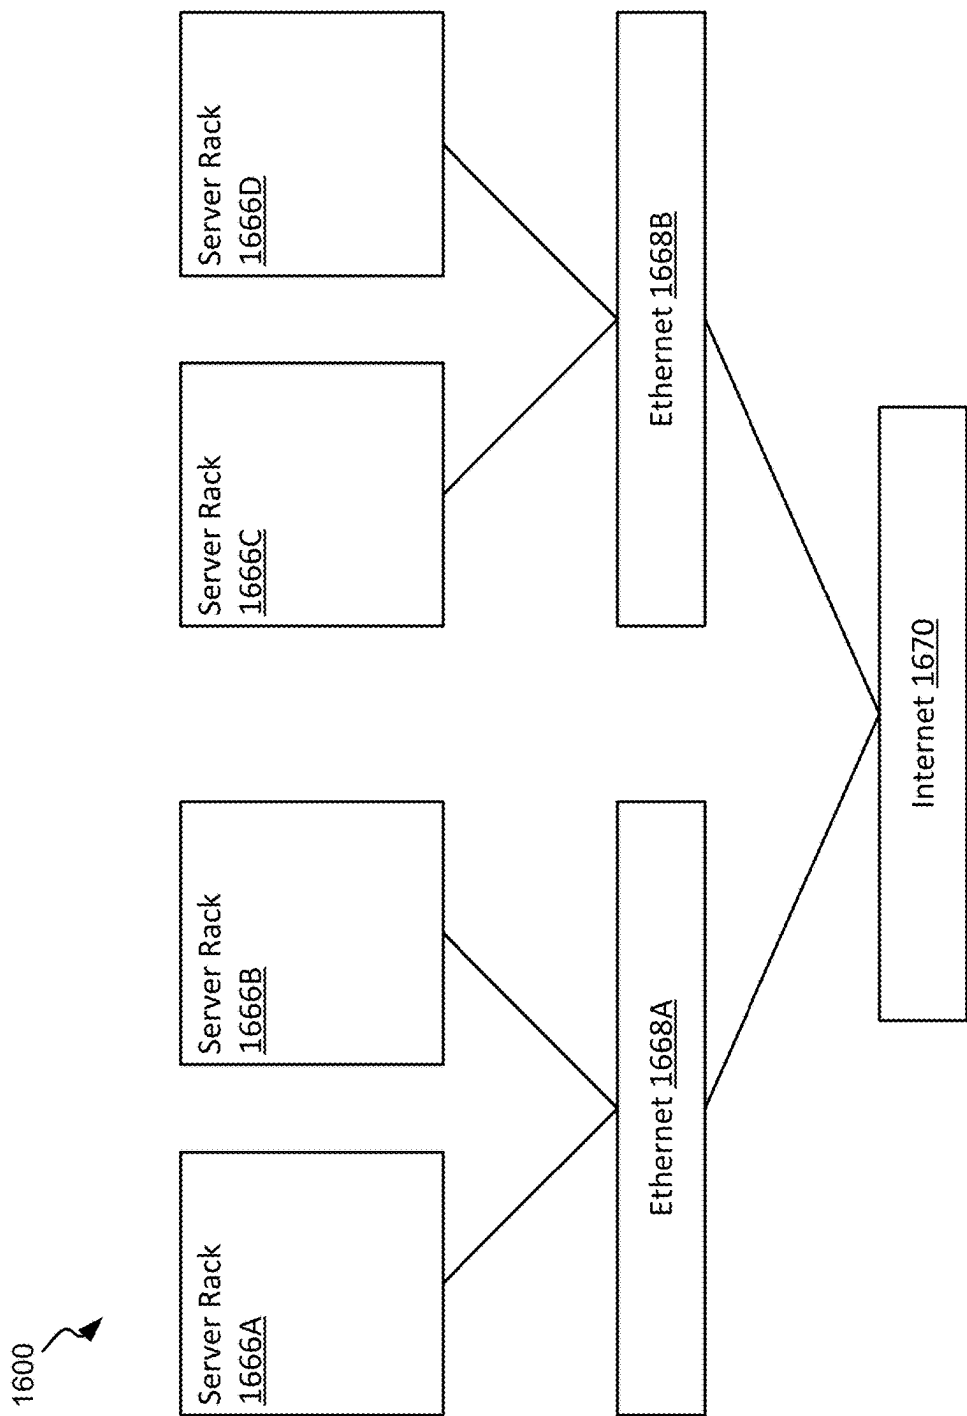 1600
Server Rack
1666A
Server Rack
1666B
Server Rack
1666C
Server Rack
1666D
Ethernet 1668A
Ethernet 1668B
Internet 1670